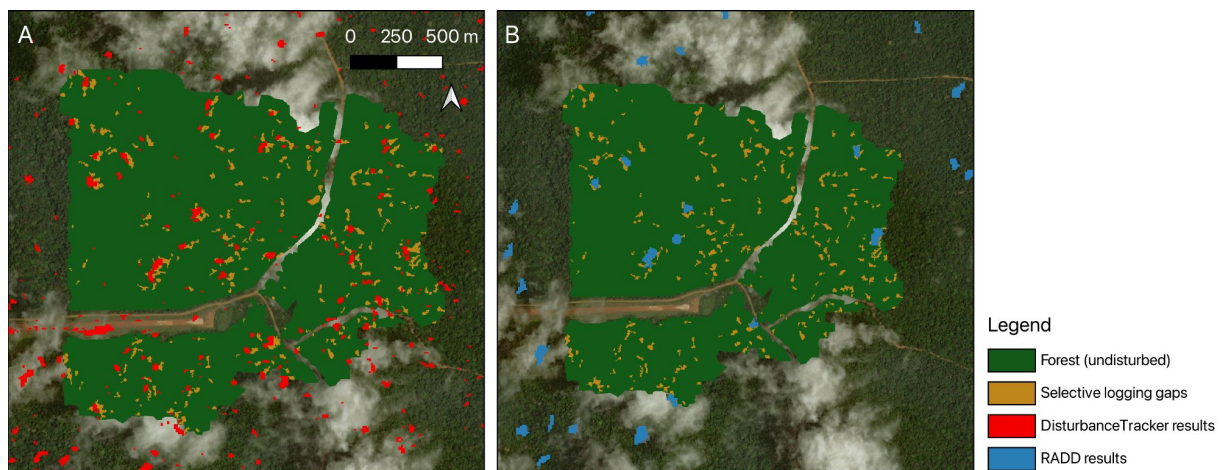 A
0 250 500 m
B
Legend
Forest (undisturbed)
Selective logging gaps
DisturbanceTracker results
RADD results